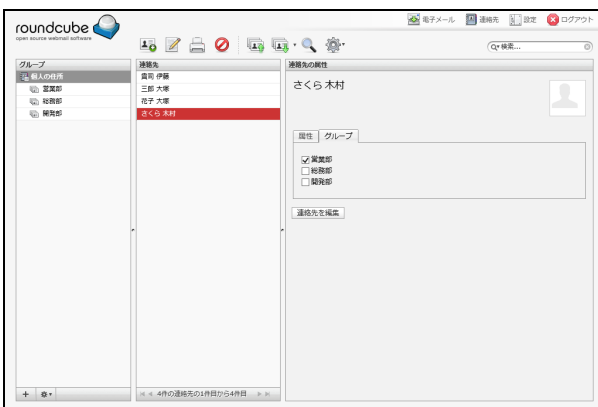 roundcube
open source webmail software
電子メール 連絡先 設定 ログアウト
検索...
グループ
個人の住所
営業部
総務部
開発部
連絡先
貴司 伊藤
三郎 大塚
花子 大塚
さくら 木村
4件の連絡先の1件目から4件目
連絡先の属性
さくら 木村
属性 グループ
営業部
総務部
開発部
連絡先を編集